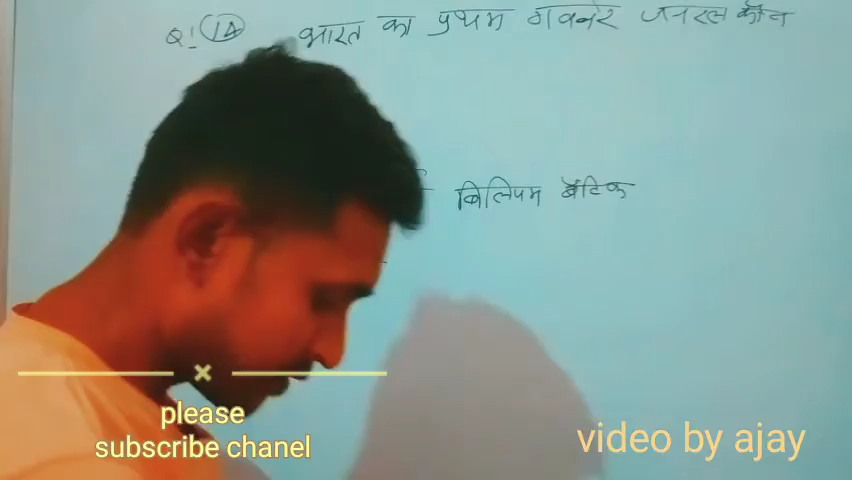 Q! 14 भारत का प्रथम गवर्नर जनरल कौन
विलियम बैंटिक
please
subscribe chanel
video by ajay